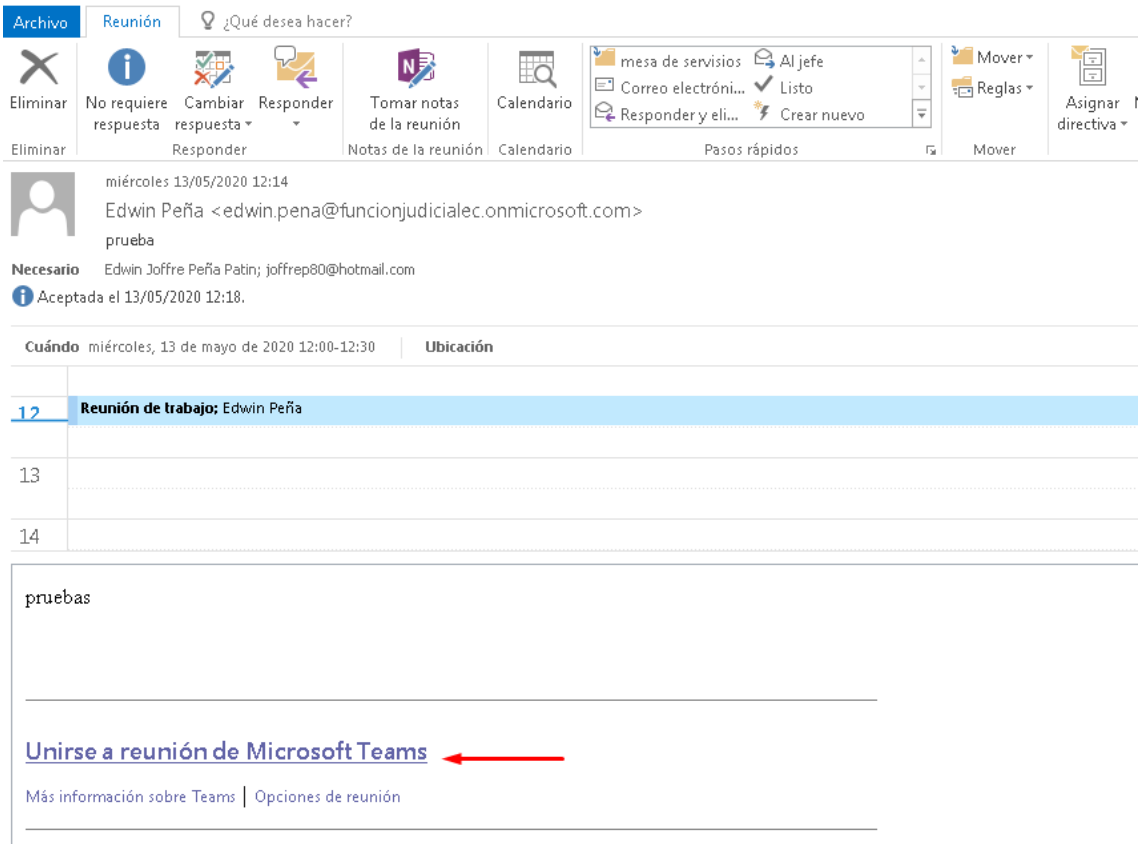 Archivo Reunión ¿Qué desea hacer?
Eliminar No requiere respuesta Cambiar respuesta Responder Tomar notas de la reunión Calendario mesa de servicios Al jefe Mover
Correo electróni... Listo Reglas
Responder y eli... Crear nuevo Asignar directiva
Eliminar Responder Notas de la reunión Calendario Pasos rápidos Mover
miércoles 13/05/2020 12:14
Edwin Peña <edwin.pena@funcionjudicialec.onmicrosoft.com>
prueba
Necesario Edwin Joffre Peña Patin; joffrep80@hotmail.com
Aceptada el 13/05/2020 12:18.
Cuándo miércoles, 13 de mayo de 2020 12:00-12:30 Ubicación
12 Reunión de trabajo; Edwin Peña
13
14
pruebas
Unirse a reunión de Microsoft Teams
Más información sobre Teams | Opciones de reunión